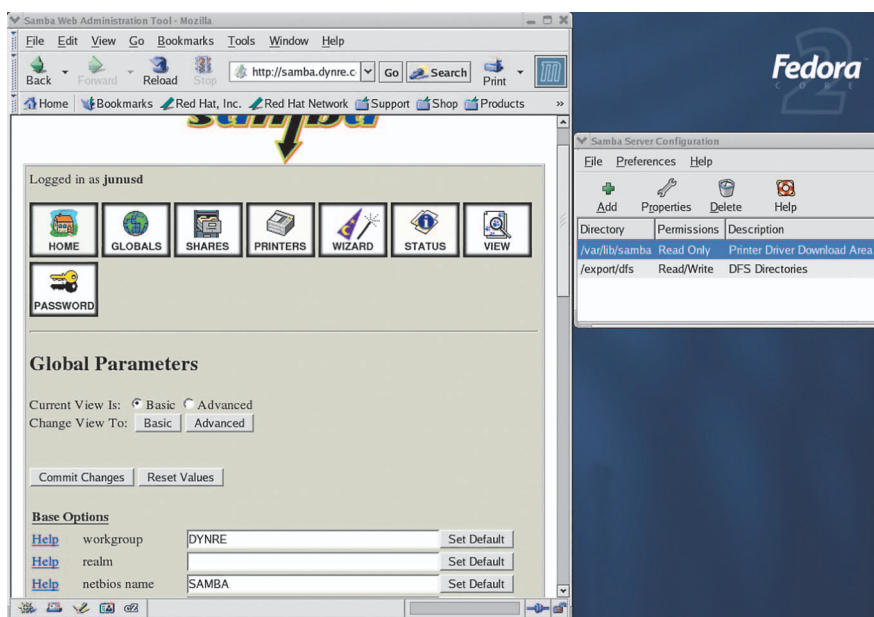 Samba Web Administration Tool - Mozilla
File Edit View Go Bookmarks Tools Window Help
Back Forward Reload Stop http://samba.dynre.c Go Search Print
Home Bookmarks Red Hat, Inc. Red Hat Network Support Shop Products »
samba
Logged in as junusd
HOME GLOBALS SHARES PRINTERS WIZARD STATUS VIEW
PASSWORD
Global Parameters
Current View Is: Basic Advanced
Change View To: Basic Advanced
Commit Changes Reset Values
Base Options
Help workgroup DYNRE Set Default
Help realm Set Default
Help netbios name SAMBA Set Default
Fedora
CORE
2
Samba Server Configuration
File Preferences Help
Add Properties Delete Help
Directory Permissions Description
/var/lib/samba Read Only Printer Driver Download Area
/export/dfs Read/Write DFS Directories